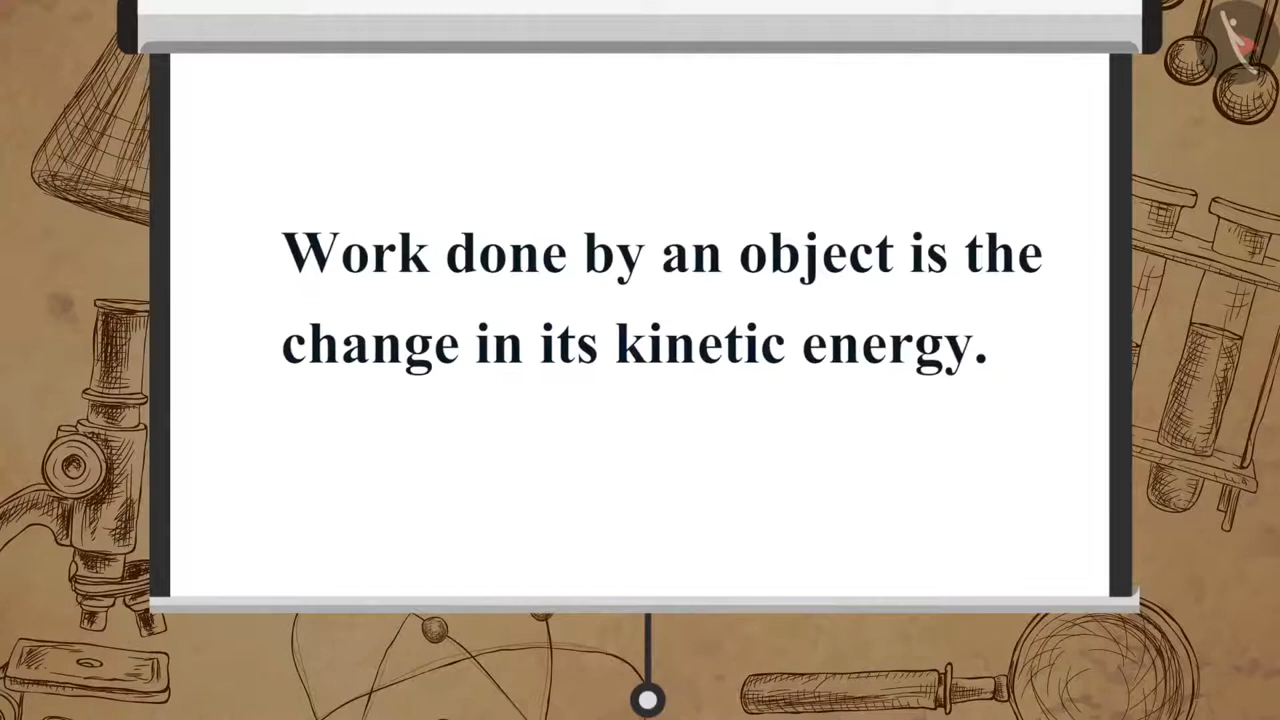 Work done by an object is the
change in its kinetic energy.